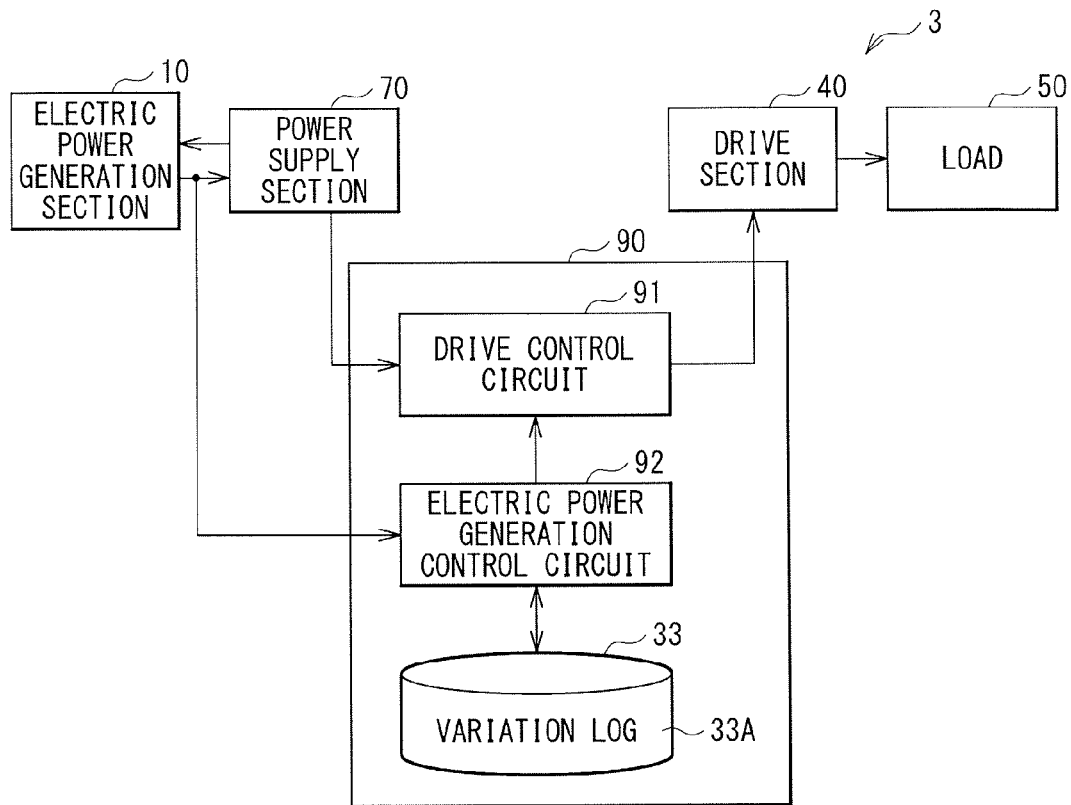 3
10
70
40
50
ELECTRIC
POWER
GENERATION
SECTION
POWER
SUPPLY
SECTION
DRIVE
SECTION
LOAD
90
91
DRIVE CONTROL
CIRCUIT
92
ELECTRIC POWER
GENERATION
CONTROL CIRCUIT
33
VARIATION LOG
33A